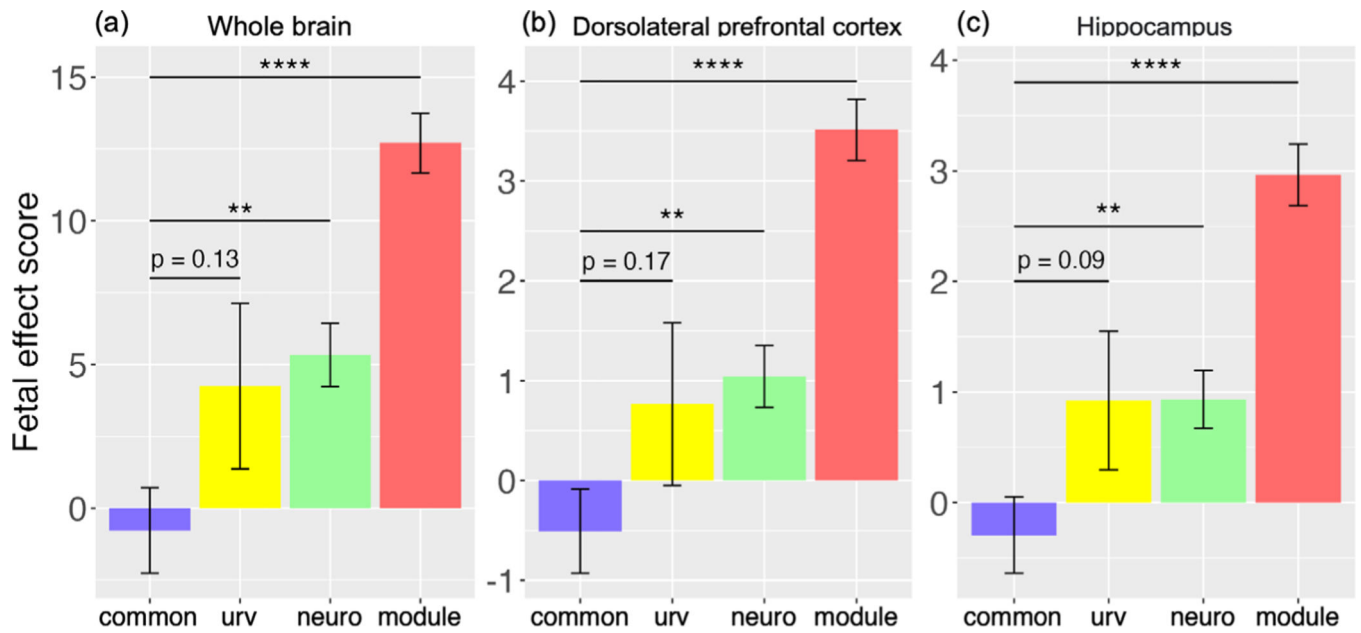 (a) Whole brain
(b) Dorsolateral prefrontal cortex
(c) Hippocampus
Fetal effect score
15
10
5
0
****
**
p = 0.13
common urv neuro module
4
3
2
1
0
-1
****
**
p = 0.17
common urv neuro module
4
3
2
1
0
****
**
p = 0.09
common urv neuro module